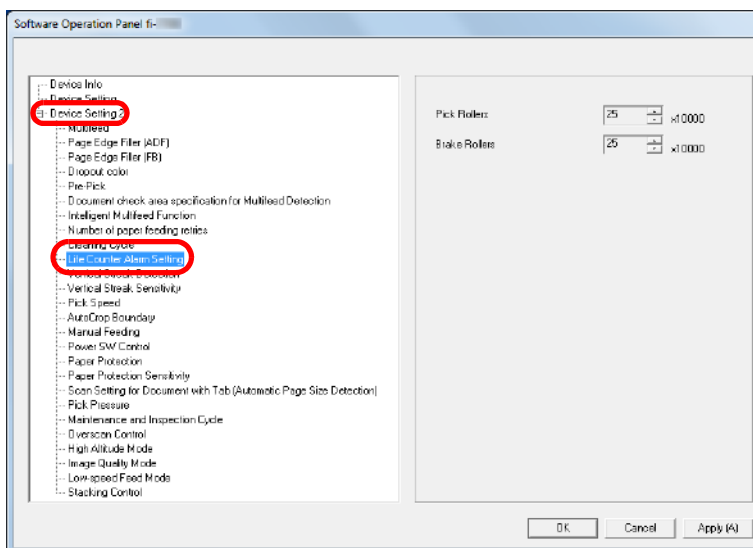 Software Operation Panel fi-
Device Info
Device Setting
Device Setting 2
Multifeed
Page Edge Filler (ADF)
Page Edge Filler (FB)
Dropout color
Pre-Pick
Document check area specification for Multifeed Detection
Intelligent Multifeed Function
Number of paper feeding retries
Cleaning Cycle
Life Counter Alarm Setting
Vertical Streak Detection
Vertical Streak Sensitivity
Pick Speed
AutoCrop Boundary
Manual Feeding
Power SW Control
Paper Protection
Paper Protection Sensitivity
Scan Setting for Document with Tab (Automatic Page Size Detection)
Pick Pressure
Maintenance and Inspection Cycle
Overscan Control
High Altitude Mode
Image Quality Mode
Low-speed Feed Mode
Stacking Control
Pick Rollers 25 x10000
Brake Rollers 25 x10000
OK Cancel Apply (A)